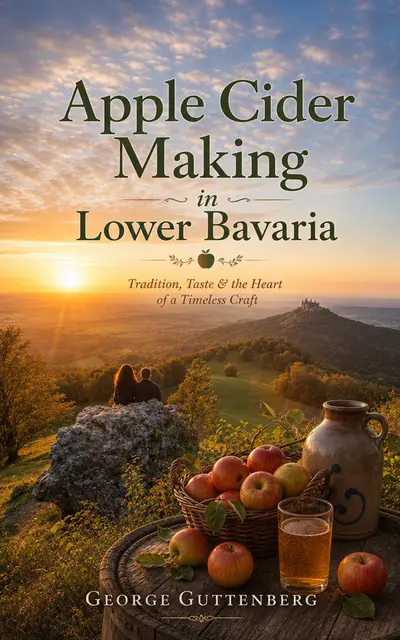 Apple Cider
Making
in
Lower Bavaria
Tradition, Taste & the Heart
of a Timeless Craft
George Guttenberg